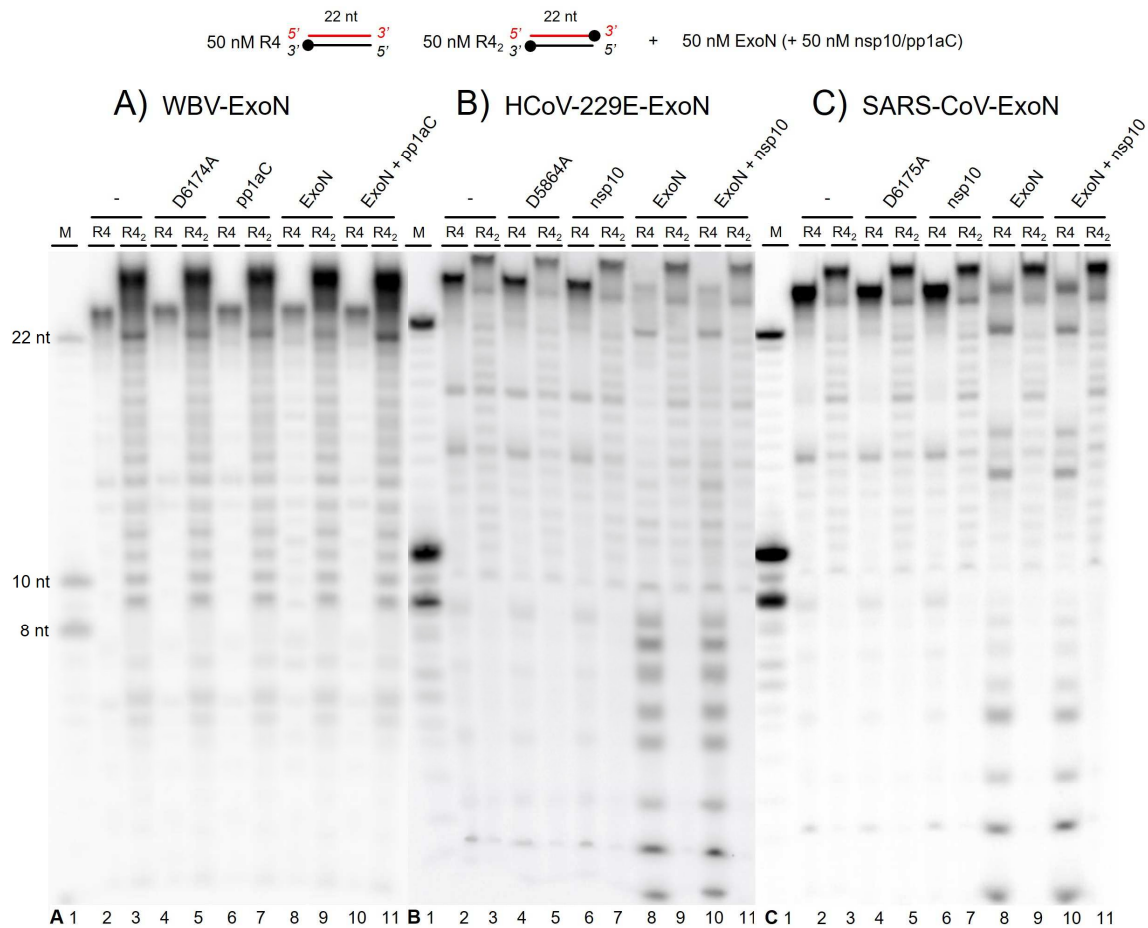 22 nt 22 nt
50 nM R4 5’ 3’ 50 nM R4₂ 5’ 3’ + 50 nM ExoN (+ 50 nM nsp10/pp1aC)
3’ 5’ 3’ 5’
A) WBV-ExoN B) HCoV-229E-ExoN C) SARS-CoV-ExoN
- D6174A pp1aC ExoN ExoN + pp1aC - D5864A nsp10 ExoN ExoN + nsp10 - D6175A nsp10 ExoN ExoN + nsp10
M R4 R4₂ R4 R4₂ R4 R4₂ R4 R4₂ R4 R4₂ M R4 R4₂ R4 R4₂ R4 R4₂ R4 R4₂ R4 R4₂ M R4 R4₂ R4 R4₂ R4 R4₂ R4 R4₂ R4 R4₂
22 nt
10 nt
8 nt
A 1 2 3 4 5 6 7 8 9 10 11 B 1 2 3 4 5 6 7 8 9 10 11 C 1 2 3 4 5 6 7 8 9 10 11